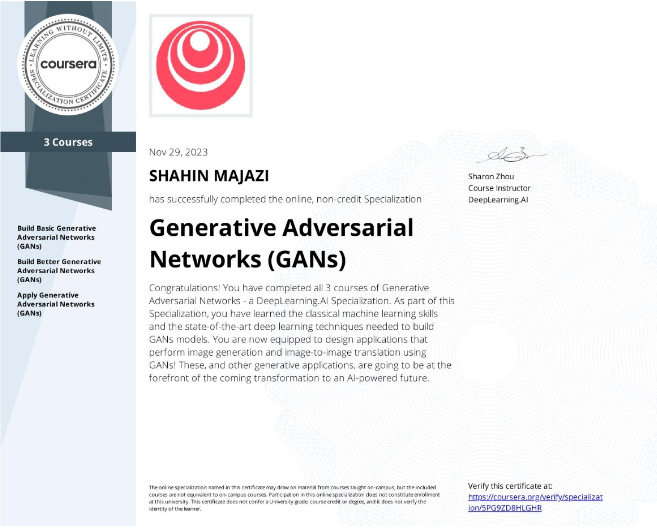 LEARNING WITHOUT LIMITS
coursera
SPECIALIZATION CERTIFICATE
3 Courses
Build Basic Generative
Adversarial Networks
(GANs)
Build Better Generative
Adversarial Networks
(GANs)
Apply Generative
Adversarial Networks
(GANs)
Nov 29, 2023
SHAHIN MAJAZI
has successfully completed the online, non-credit Specialization
Generative Adversarial
Networks (GANs)
Congratulations! You have completed all 3 courses of Generative
Adversarial Networks - a DeepLearning.AI Specialization. As part of this
Specialization, you have learned the classical machine learning skills
and the state-of-the-art deep learning techniques needed to build
GANs models. You are now equipped to design applications that
perform image generation and image-to-image translation using
GANs! These, and other generative applications, are going to be at the
forefront of the coming transformation to an AI-powered future.
Sharon Zhou
Course Instructor
DeepLearning.AI
The online specialization named in this certificate may draw on material from courses taught on-campus, but the included
courses are not equivalent to on-campus courses. Participation in this online specialization does not constitute enrollment
at this university. This certificate does not confer a University grade, course credit or degree, and it does not verify the
identity of the learner.
Verify this certificate at:
https://coursera.org/verify/specializat
ion/5PG9ZD8HLGHR